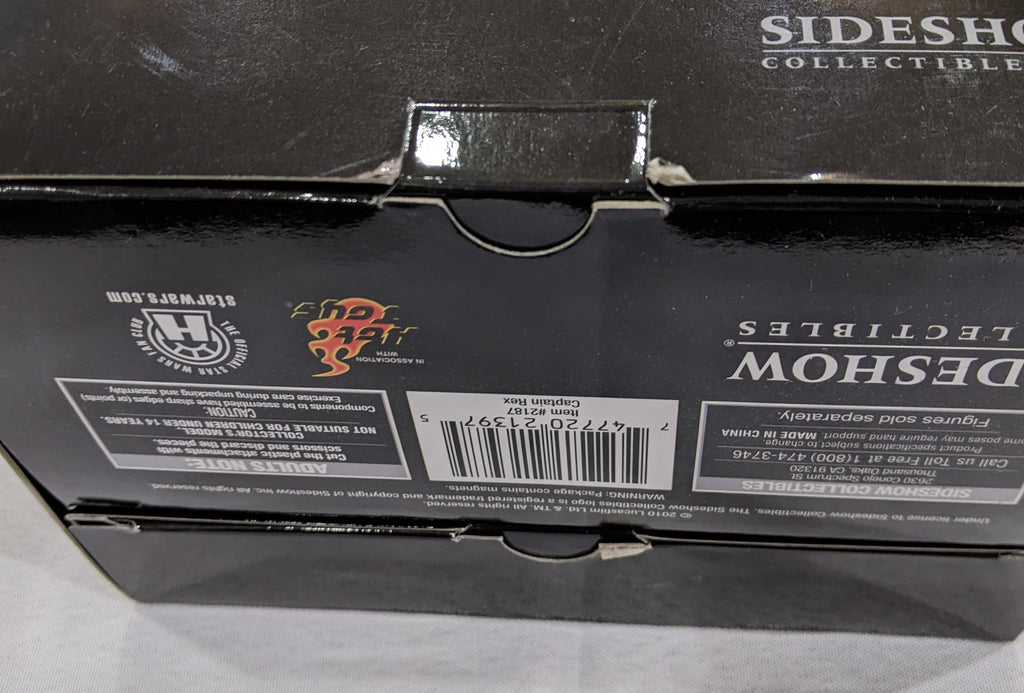 SIDESHO
COLLECTIBLE
Under license to Sideshow Collectibles. The Sideshow Collectibles logo is a registered trademark and copyright of Sideshow Inc. All rights reserved.
© 2010 Lucasfilm Ltd. & TM. All rights reserved.
WARNING: Package contains magnets.
SIDESHOW COLLECTIBLES
2630 Conejo Spectrum St.
Thousand Oaks, CA 91320
Call us Toll Free at 1(800) 474-3746
Product specifications subject to change.
ome poses may require hand support. MADE IN CHINA
Figures sold separately.
IDESHOW
LECTIBLES®
7 47720 21397 5
Item #2187
Captain Rex
ADULTS NOTE:
Cut the plastic attachments with
scissors and discard the pieces.
COLLECTOR'S MODEL
NOT SUITABLE FOR CHILDREN UNDER 14 YEARS.
CAUTION:
Components to be assembled may have sharp edges (or points)
Exercise care during unpacking and assembly.
IN ASSOCIATION WITH
THE OFFICIAL STAR WARS FAN CLUB
H
starwars.com